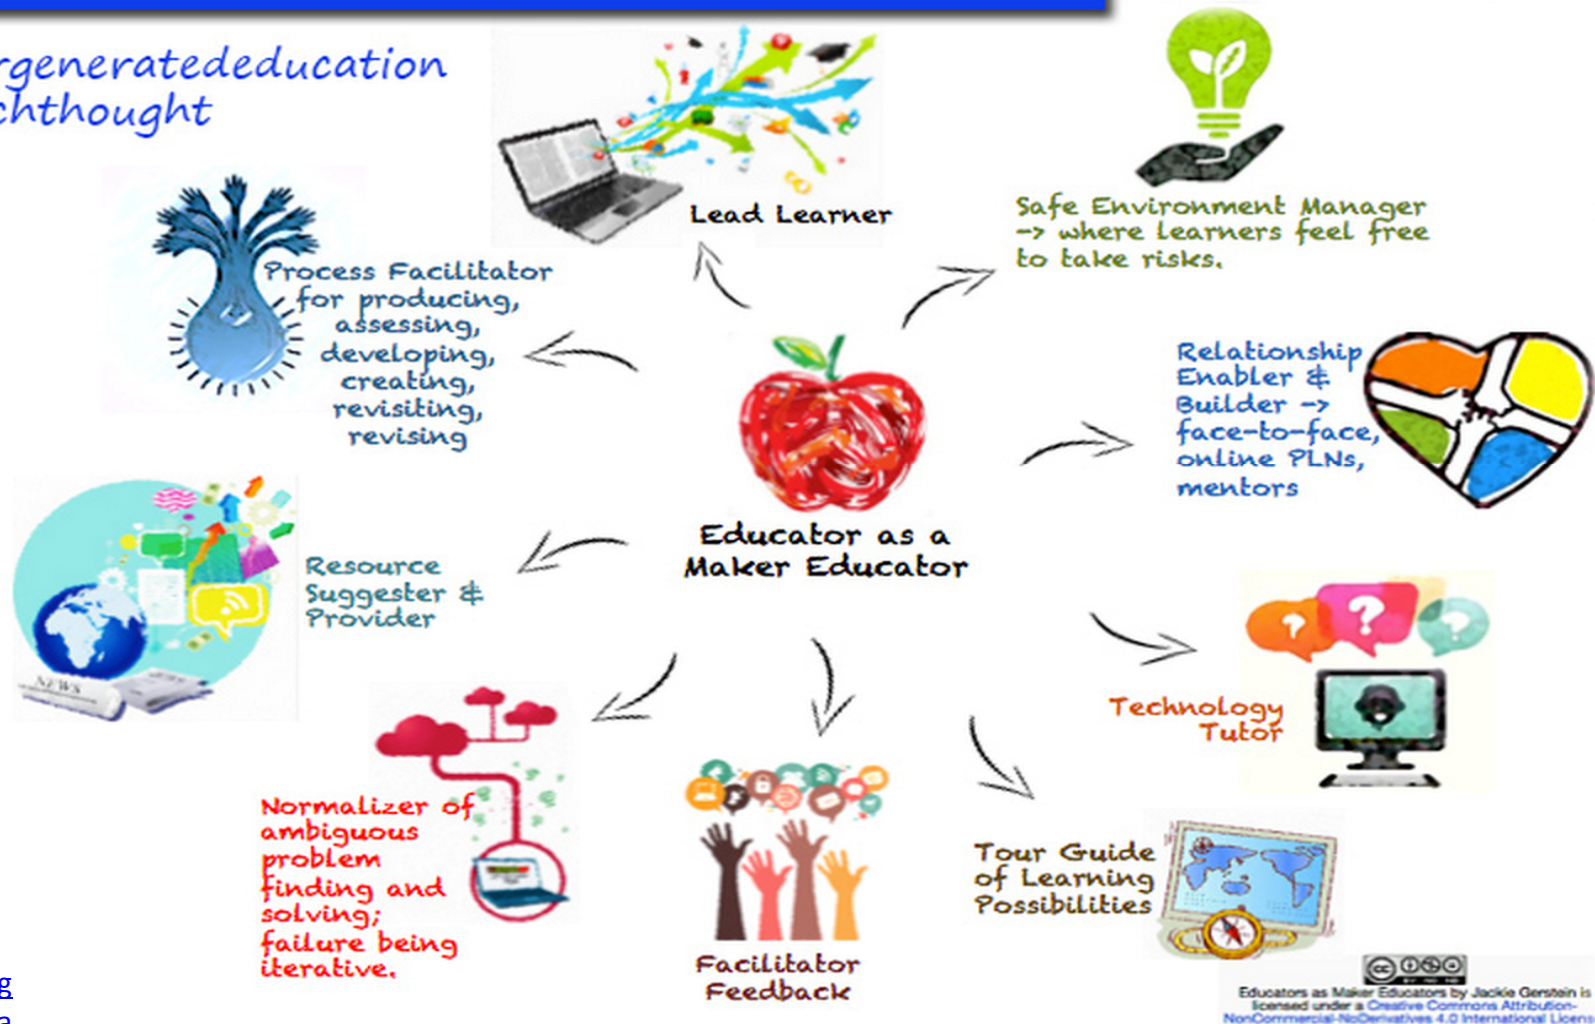 rgeneratededucation
chthought
Lead Learner
Safe Environment Manager
-> where learners feel free
to take risks.
Process Facilitator
for producing,
assessing,
developing,
creating,
revisiting,
revising
Relationship
Enabler &
Builder ->
face-to-face,
online PLNs,
mentors
Educator as a
Maker Educator
Resource
Suggester &
Provider
NEWS
Technology
Tutor
Normalizer of
ambiguous
problem
finding and
solving;
failure being
iterative.
Tour Guide
of Learning
Possibilities
Facilitator
Feedback
g
a
cc
Educators as Maker Educators by Jackie Gerstein is
licensed under a Creative Commons Attribution-
NonCommercial-NoDerivatives 4.0 International Licens